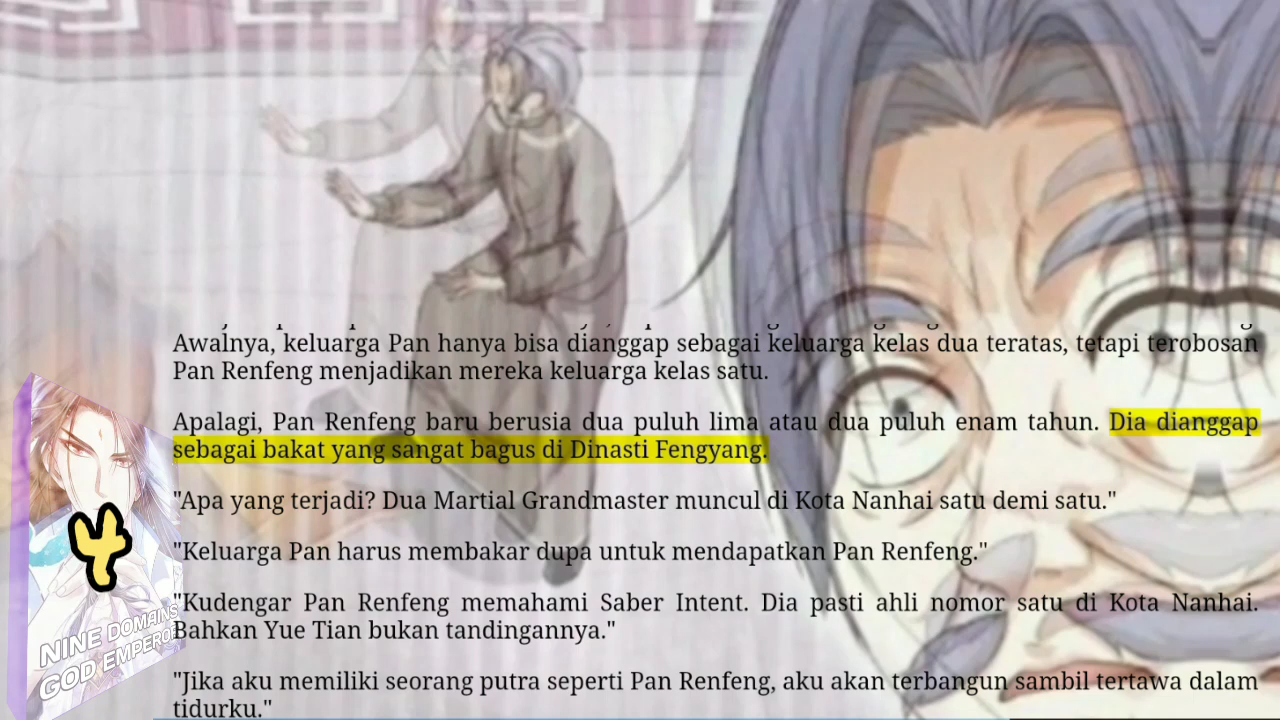 Awalnya, keluarga Pan hanya bisa dianggap sebagai keluarga kelas dua teratas, tetapi terobosan
Pan Renfeng menjadikan mereka keluarga kelas satu.
Apalagi, Pan Renfeng baru berusia dua puluh lima atau dua puluh enam tahun. Dia dianggap
sebagai bakat yang sangat bagus di Dinasti Fengyang.
"Apa yang terjadi? Dua Martial Grandmaster muncul di Kota Nanhai satu demi satu."
"Keluarga Pan harus membakar dupa untuk mendapatkan Pan Renfeng."
"Kudengar Pan Renfeng memahami Saber Intent. Dia pasti ahli nomor satu di Kota Nanhai.
Bahkan Yue Tian bukan tandingannya."
"Jika aku memiliki seorang putra seperti Pan Renfeng, aku akan terbangun sambil tertawa dalam
tidurku."
4
NINE DOMAINS
GOD EMPEROR